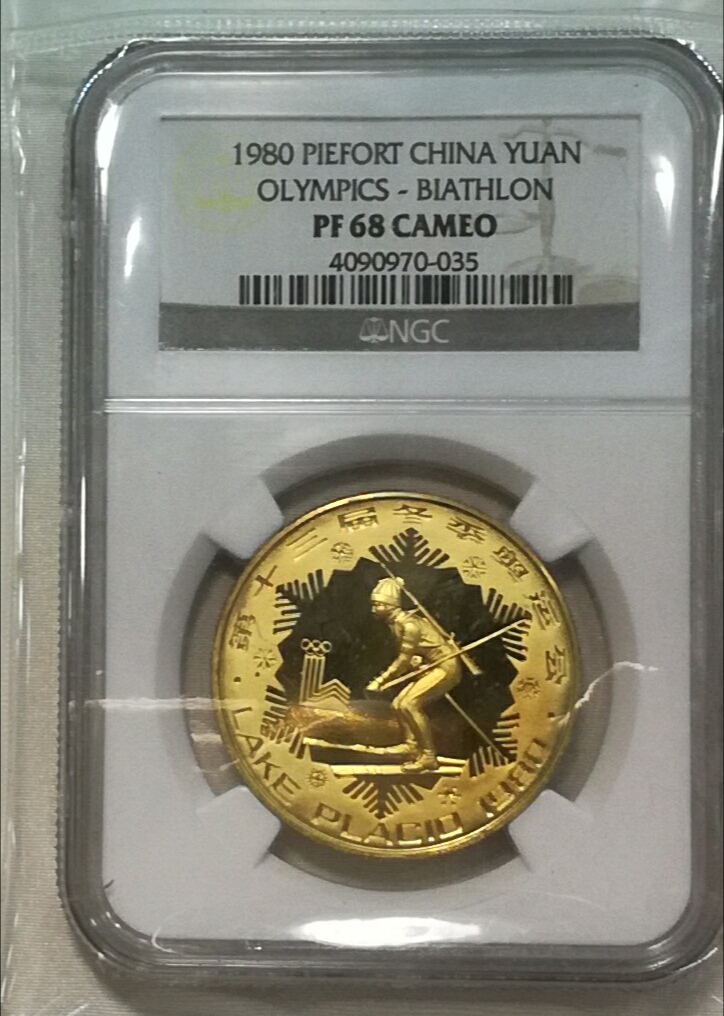 1980 PIEFORT CHINA YUAN
OLYMPICS - BIATHLON
PF 68 CAMEO
4090970-035
NGC
第十三届冬季奥运会
LAKE PLACID 1980